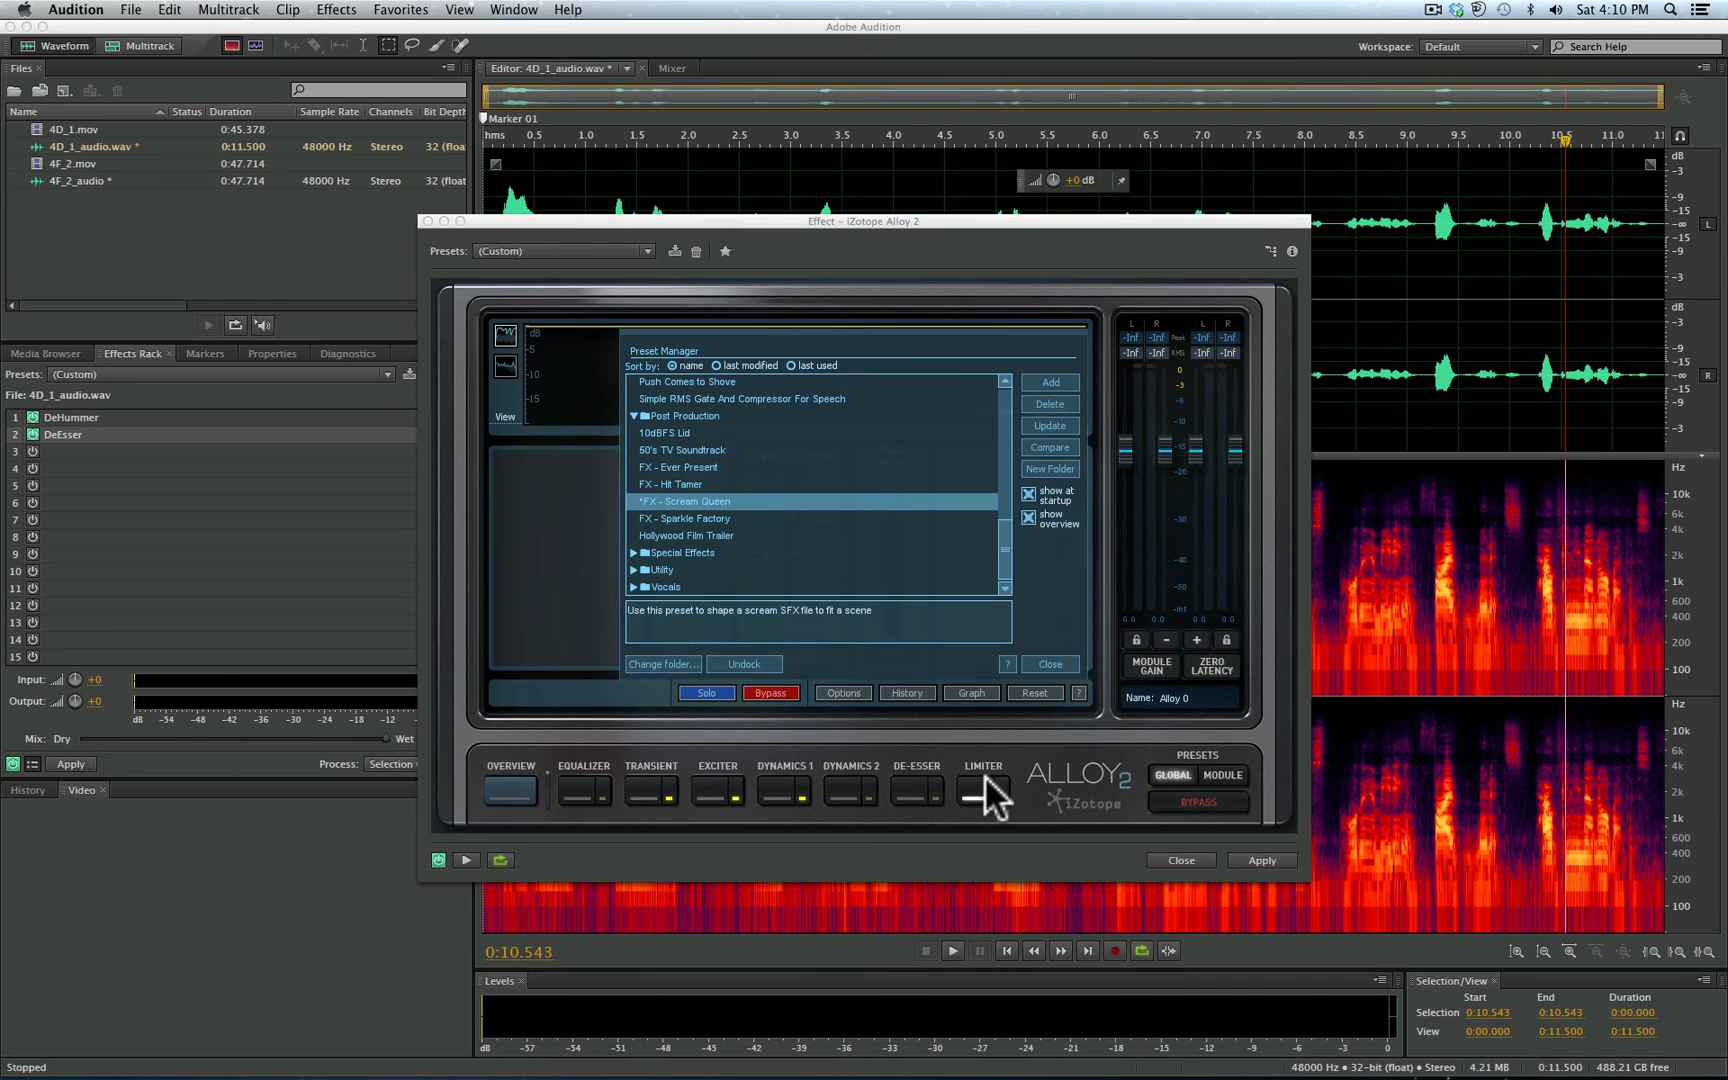 Audition File Edit Multitrack Clip Effects Favorites View Window Help Sat 4:10 PM
Adobe Audition
Waveform Multitrack Workspace: Default Search Help
Files
Name Status Duration Sample Rate Channels Bit Depth
4D_1.mov 0:45.378
4D_1_audio.wav * 0:11.500 48000 Hz Stereo 32 (float
4F_2.mov 0:47.714
4F_2_audio * 0:47.714 48000 Hz Stereo 32 (float
Media Browser Effects Rack Markers Properties Diagnostics
Presets: (Custom)
File: 4D_1_audio.wav
1 DeHummer
2 DeEsser
3
4
5
6
7
8
9
10
11
12
13
14
15
Input: +0
Output: +0
dB -54 -48 -42 -36 -30 -24 -18 -12
Mix: Dry Wet
Apply Process: Selection
History Video
Editor: 4D_1_audio.wav * Mixer
Marker 01
hms 0.5 1.0 1.5 2.0 2.5 3.0 3.5 4.0 4.5 5.0 5.5 6.0 6.5 7.0 7.5 8.0 8.5 9.0 9.5 10.0 10.5 11.0 11
+0 dB
dB
-3
-9
-15
-∞
-15
-9
-3
L
dB
-3
-9
-15
-∞
-15
-9
-3
R
Hz
10k
6k
4k
2k
1k
600
400
200
100
Hz
10k
6k
4k
2k
1k
600
400
200
100
Effect - iZotope Alloy 2
Presets: (Custom)
dB
-5
-10
-15
View
Preset Manager
Sort by: name last modified last used
Push Comes to Shove
Simple RMS Gate And Compressor For Speech
Post Production
10dBFS Lid
50's TV Soundtrack
FX - Ever Present
FX - Hit Tamer
*FX - Scream Queen
FX - Sparkle Factory
Hollywood Film Trailer
Special Effects
Utility
Vocals
Add
Delete
Update
Compare
New Folder
show at startup
show overview
Use this preset to shape a scream SFX file to fit a scene
Change folder... Undock ? Close
Solo Bypass Options History Graph Reset ?
L R L R
-Inf -Inf Peak -Inf -Inf
-Inf -Inf RMS -Inf -Inf
0
-3
-6
-10
-15
-20
-30
-40
-50
-Inf
0.0 0.0 0.0 0.0
MODULE GAIN ZERO LATENCY
Name: Alloy 0
OVERVIEW EQUALIZER TRANSIENT EXCITER DYNAMICS 1 DYNAMICS 2 DE-ESSER LIMITER
ALLOY 2
iZotope
PRESETS
GLOBAL MODULE
BYPASS
Close Apply
0:10.543
Levels
dB -57 -54 -51 -48 -45 -42 -39 -36 -33 -30 -27 -24 -21 -18 -15 -12 -9 -6 -3 0
Selection/View
Start End Duration
Selection 0:10.543 0:10.543 0:00.000
View 0:00.000 0:11.500 0:11.500
Stopped 48000 Hz • 32-bit (float) • Stereo 4.21 MB 0:11.500 488.21 GB free